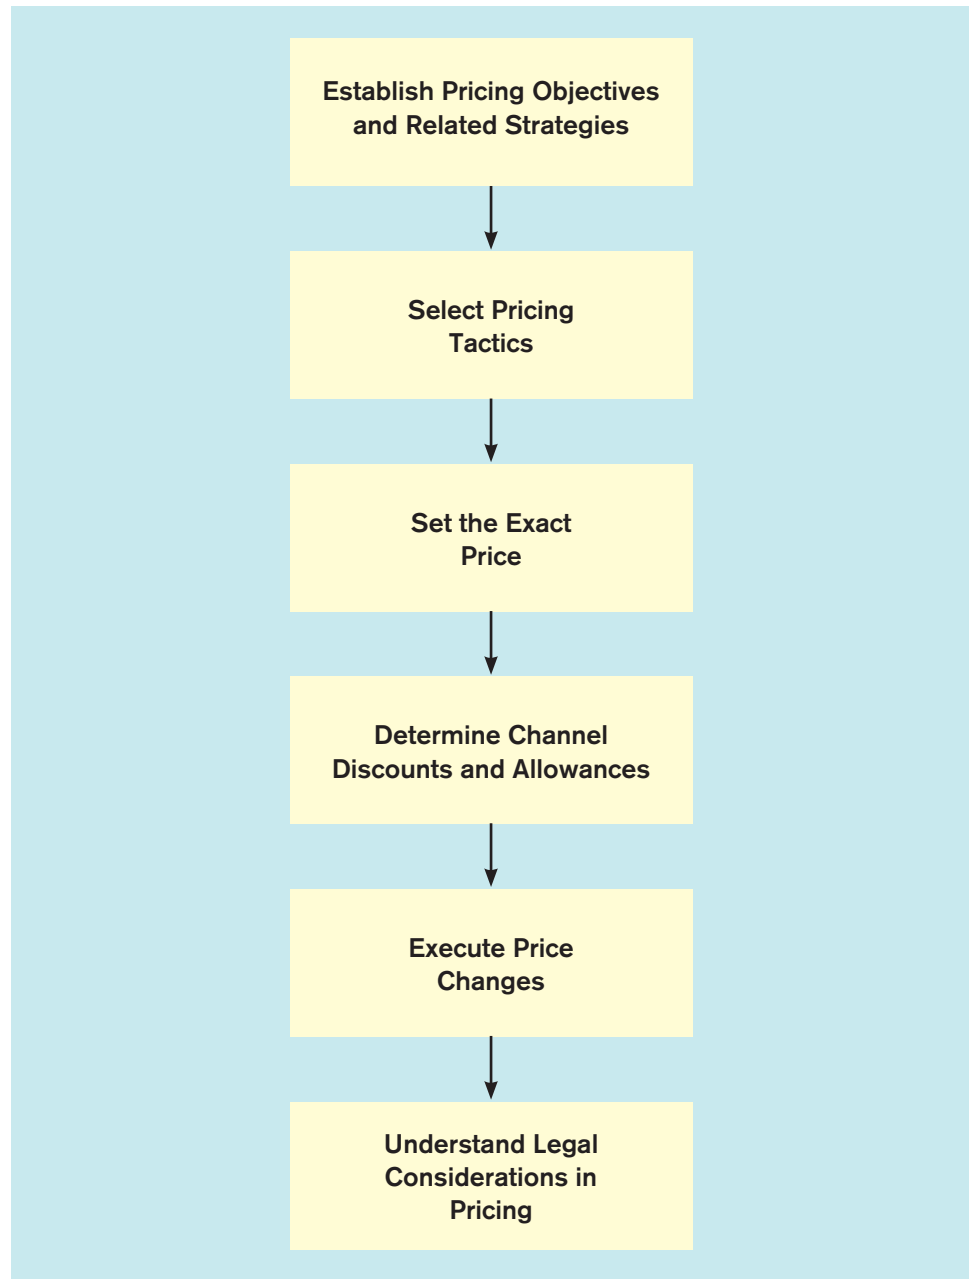 Establish Pricing Objectives
and Related Strategies
Select Pricing
Tactics
Set the Exact
Price
Determine Channel
Discounts and Allowances
Execute Price
Changes
Understand Legal
Considerations in
Pricing